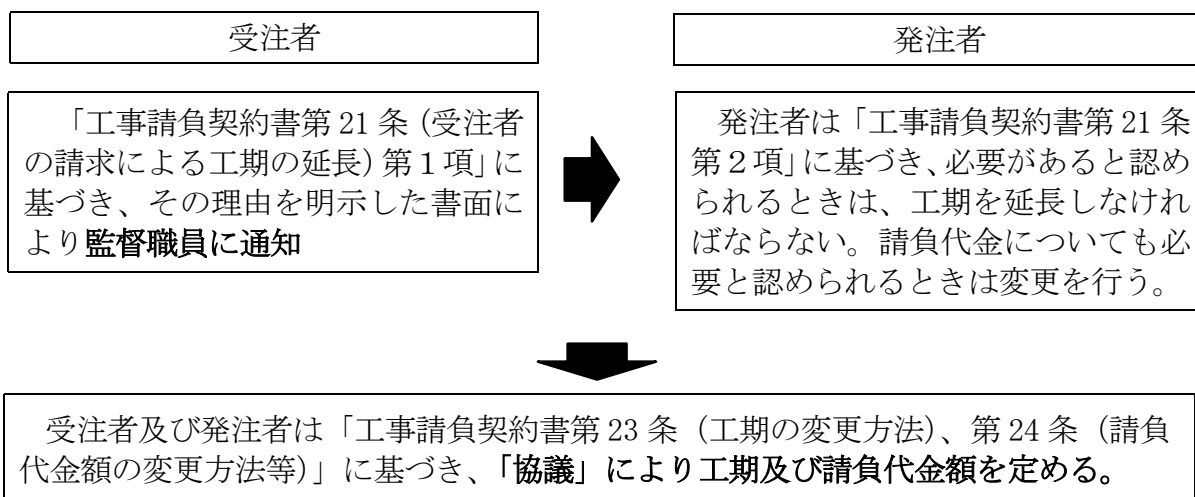 受注者
発注者
「工事請負契約書第 21 条（受注者
の請求による工期の延長）第１項」に
基づき、その理由を明示した書面に
より監督職員に通知
発注者は「工事請負契約書第 21 条
第２項」に基づき、必要があると認め
られるときは、工期を延長しなけれ
ばならない。請負代金についても必
要と認められるときは変更を行う。
受注者及び発注者は「工事請負契約書第 23 条（工期の変更方法）、第 24 条（請負
代金額の変更方法等）」に基づき、「協議」により工期及び請負代金額を定める。